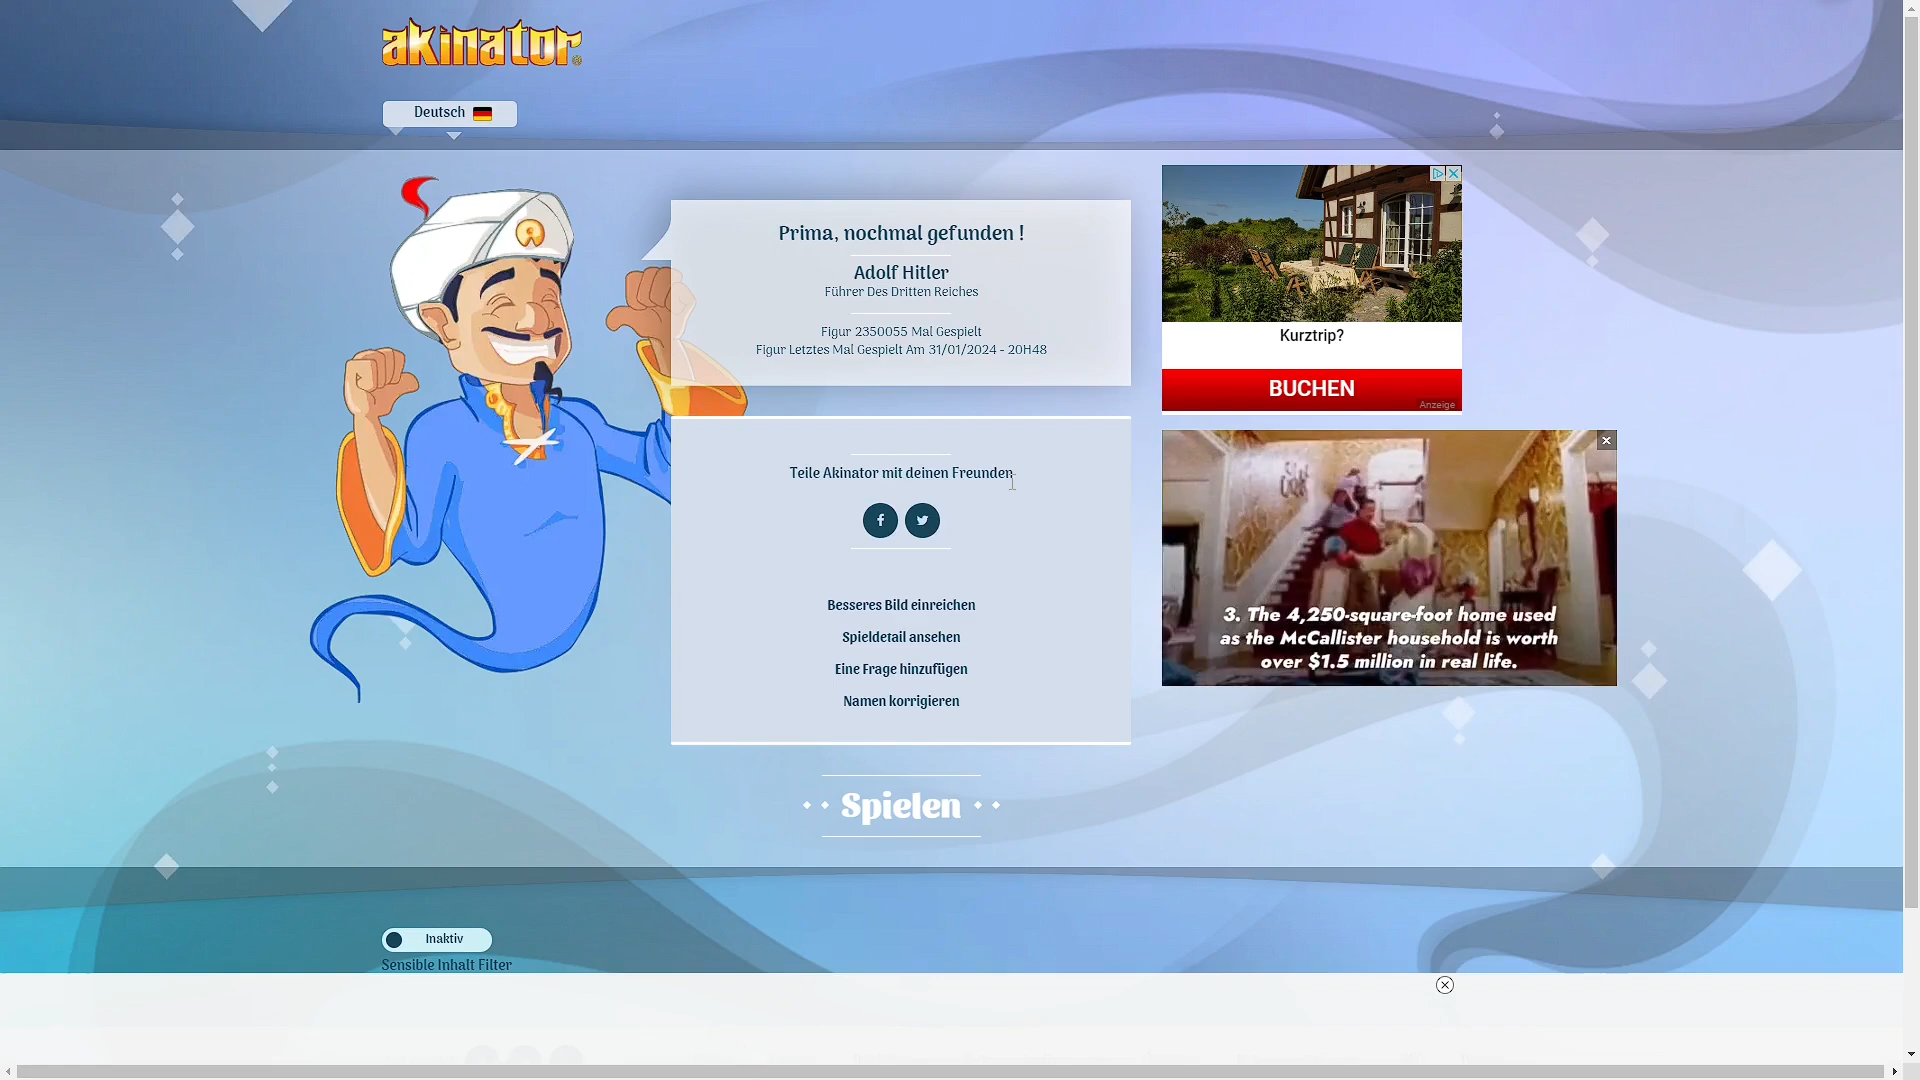 akinator
Deutsch
Prima, nochmal gefunden !
Adolf Hitler
Führer Des Dritten Reiches
Figur 2350055 Mal Gespielt
Figur Letztes Mal Gespielt Am 31/01/2024 - 20H48
Kurztrip?
BUCHEN
Anzeige
Teile Akinator mit deinen Freunden
3. The 4,250-square-foot home used
as the McCallister household is worth
over $1.5 million in real life.
Besseres Bild einreichen
Spieldetail ansehen
Eine Frage hinzufügen
Namen korrigieren
Spielen
Inaktiv
Sensible Inhalt Filter